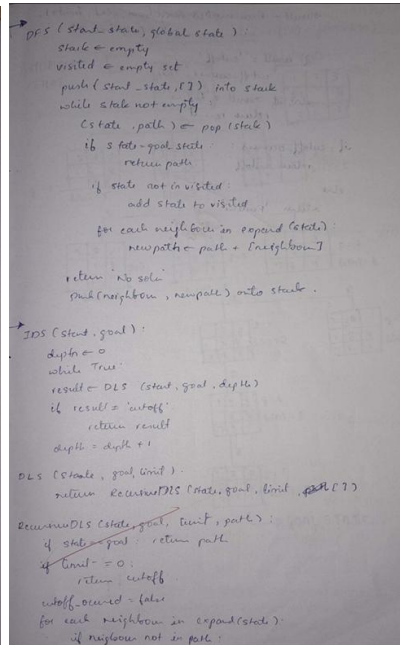 DFS (start_state, global state) :
stack ← empty
visited ← empty set
push (start_state, [ ]) into stack
while stack not empty
(state, path) ← pop (stack)
if state = goal state
return path
if state not in visited:
add state to visited
for each neighbour in expand (state) :
newpath ← path + [neighbour]
return "No soln"
Push (neighbour, newpath) onto stack.
IDS (start, goal) :
depth ← 0
while True:
result ← DLS (start, goal, depth)
if result = 'cutoff'
return result
depth = depth + 1
DLS (State, goal, limit) :
return RecursiveDLS (state, goal, limit, [ ])
RecursiveDLS (state, goal, limit, path) :
if state = goal: return path
if limit = 0 :
return cutoff
cutoff_occured = false
for each neighbour in expand (state) :
if neighbour not in path :